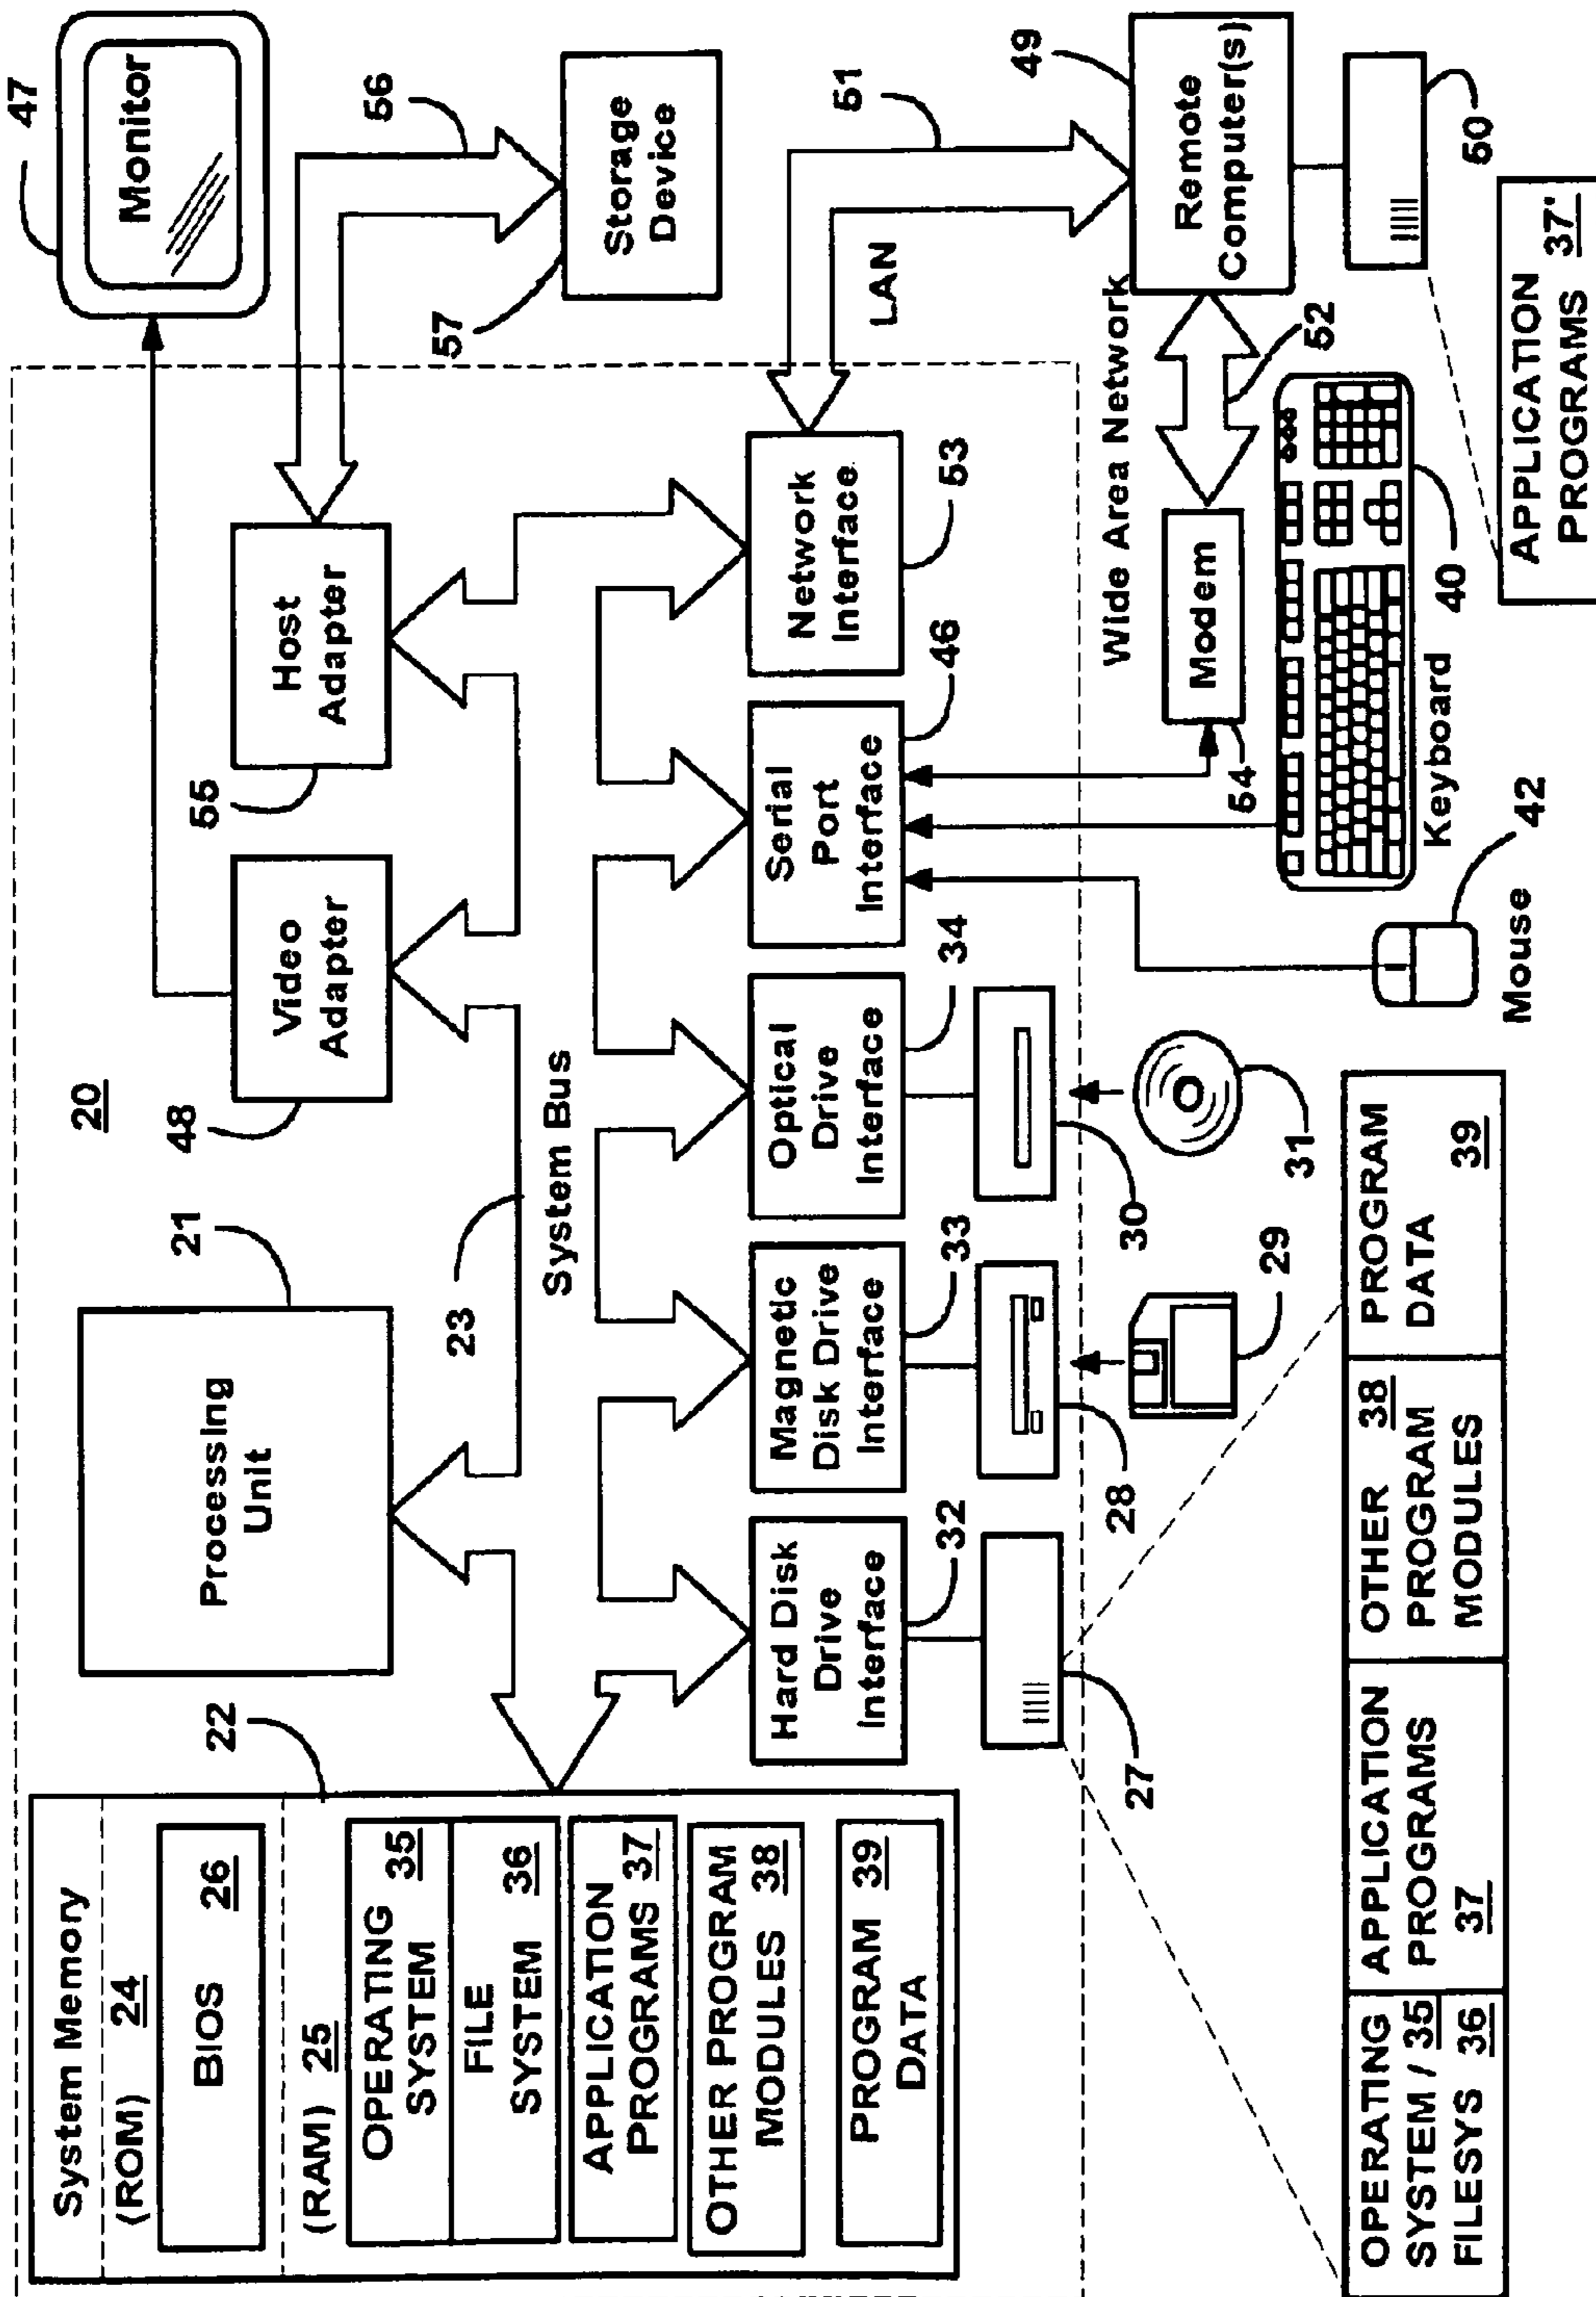 System Memory
(ROM) 24
BIOS 26
(RAM) 25
OPERATING
SYSTEM 35
FILE
SYSTEM 36
APPLICATION
PROGRAMS 37
OTHER PROGRAM
MODULES 38
PROGRAM 39
DATA
22
Processing
Unit
21
20
Video
Adapter
48
Host
Adapter
55
Monitor
47
56
Storage
Device
57
23
System Bus
Hard Disk
Drive
Interface
32
Magnetic
Disk Drive
Interface
33
Optical
Drive
Interface
34
Serial
Port
Interface
46
Network
Interface
53
LAN
51
27
28
29
30
31
Wide Area Network
Modem
54
52
Remote
Computer(s)
49
50
Keyboard
40
Mouse
42
OPERATING
SYSTEM / 35
FILESYS 36
APPLICATION
PROGRAMS
37
OTHER 38
PROGRAM
MODULES
PROGRAM
DATA
39
APPLICATION
PROGRAMS 37'